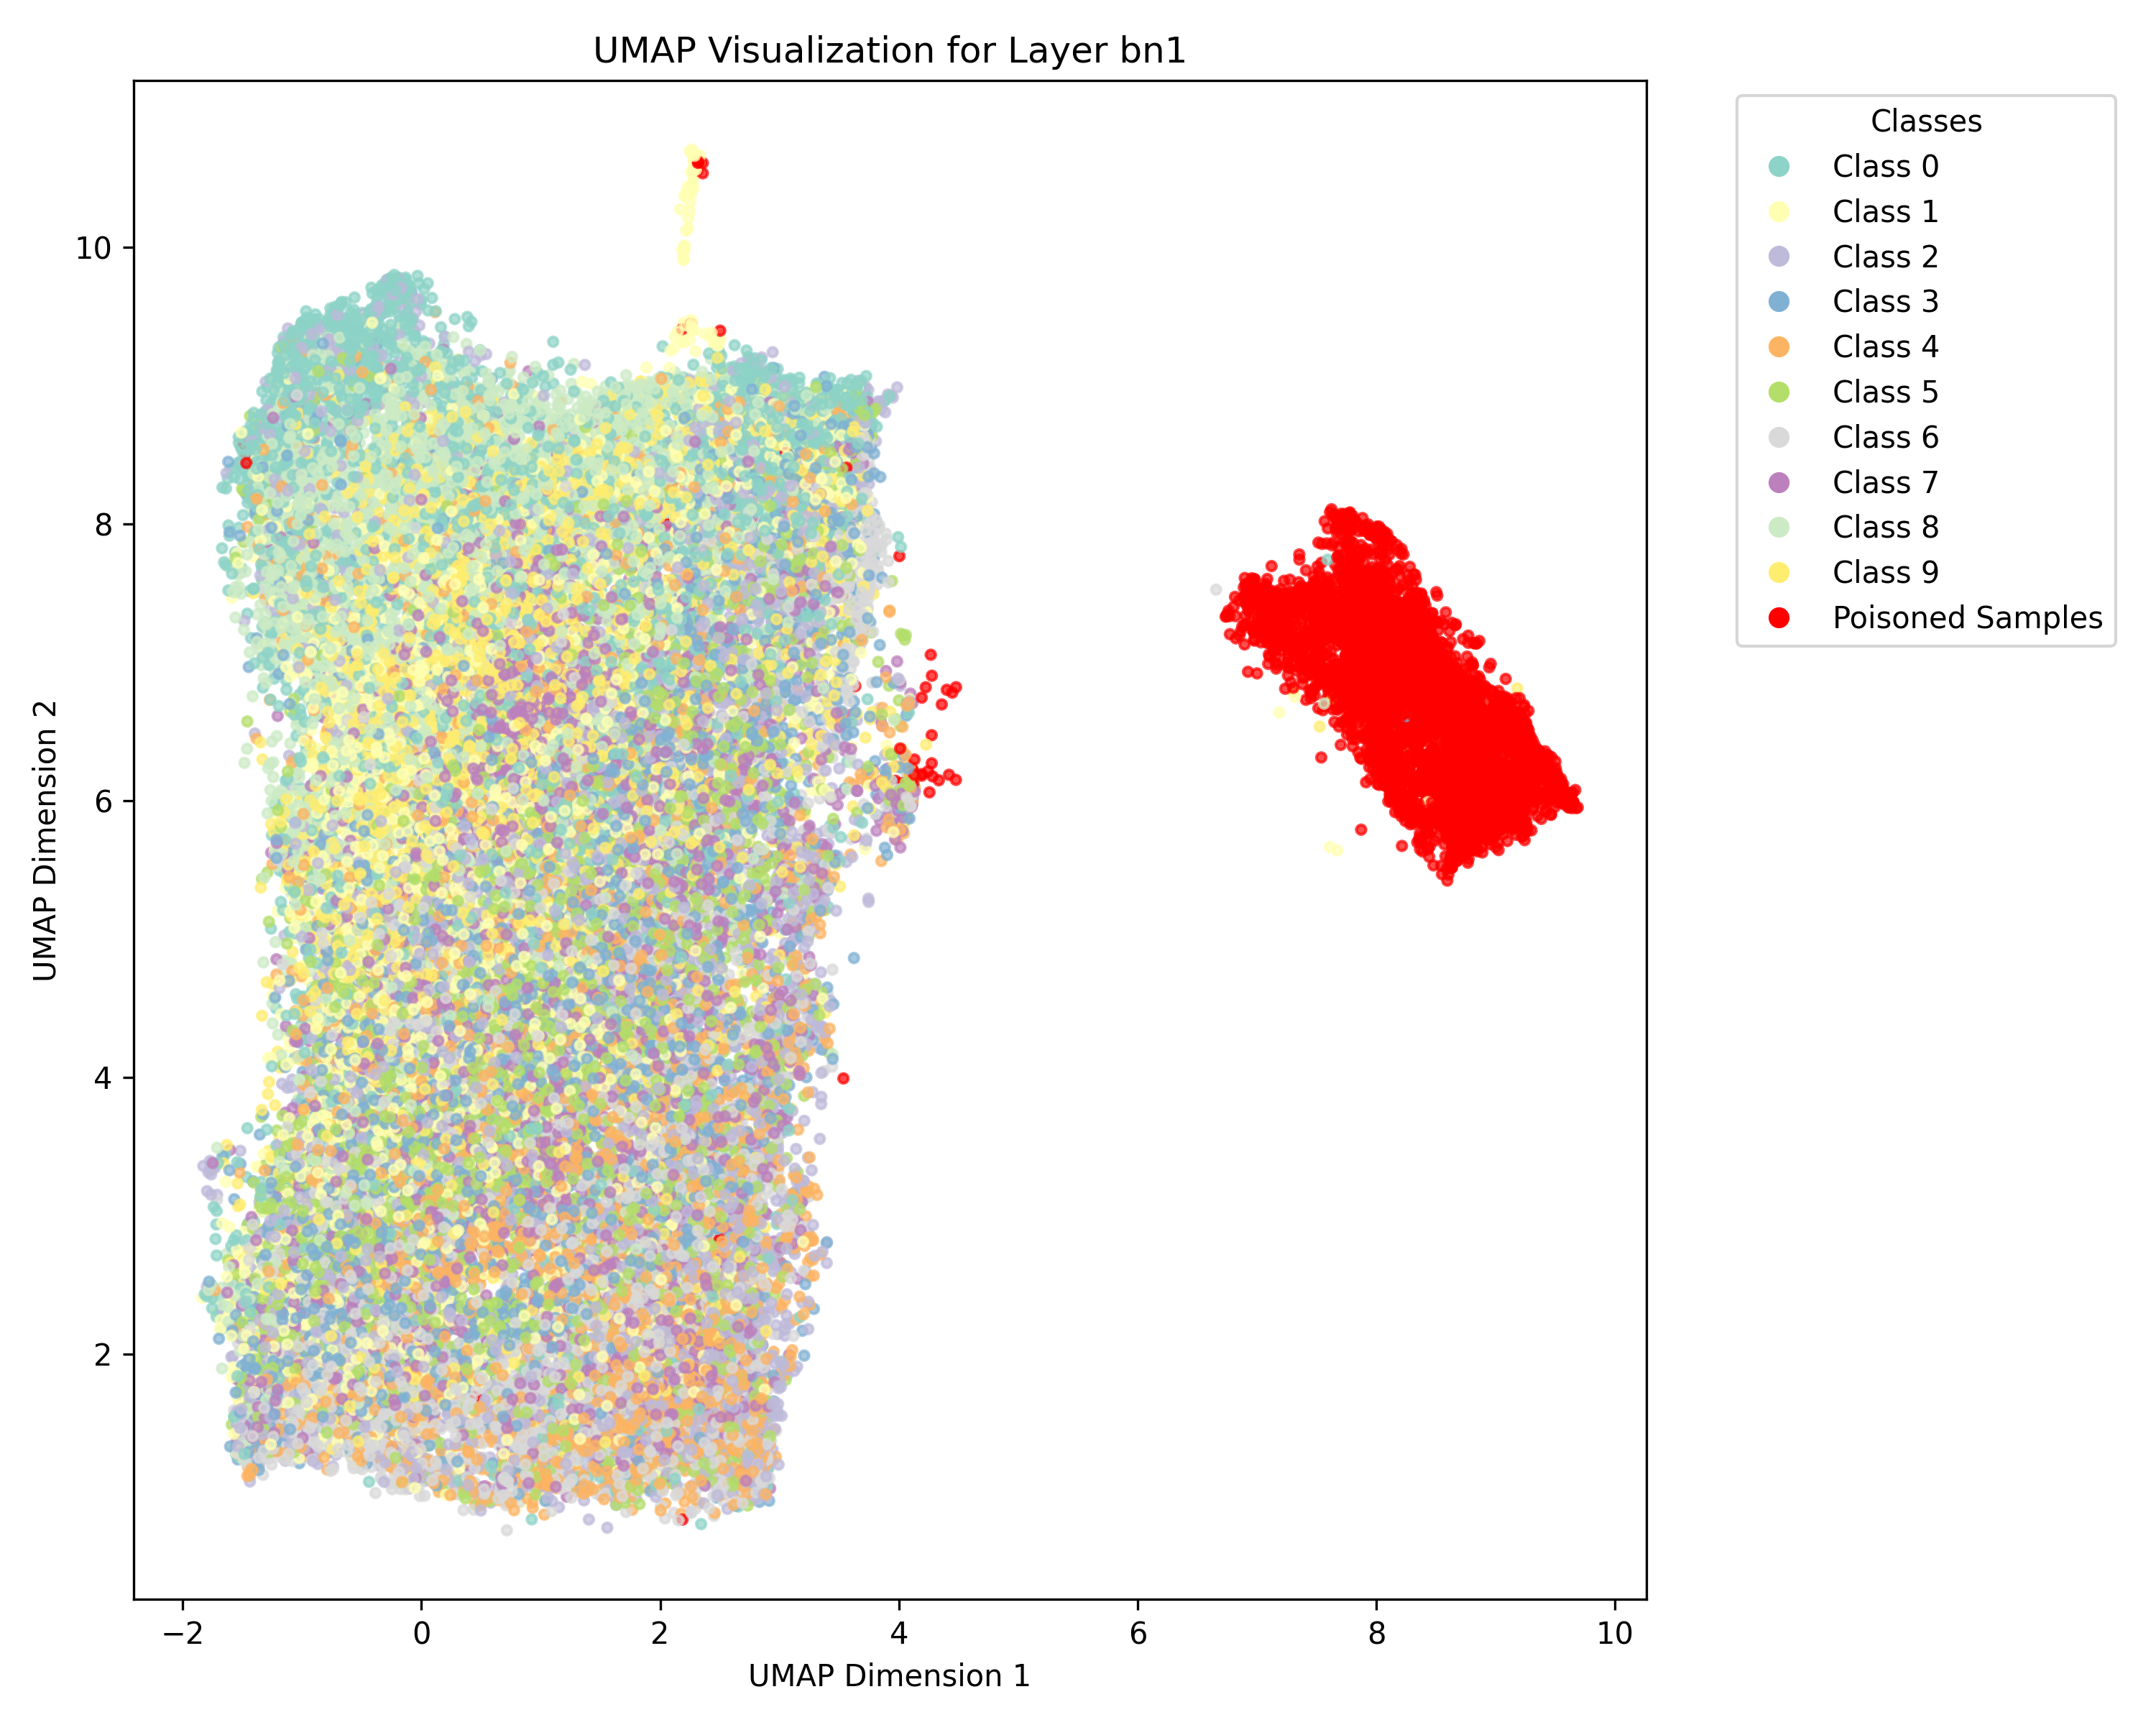 UMAP Visualization for Layer bn1
Classes
Class 0
Class 1
Class 2
Class 3
Class 4
Class 5
Class 6
Class 7
Class 8
Class 9
Poisoned Samples
UMAP Dimension 2
10
8
6
4
2
−2
0
2
4
6
8
10
UMAP Dimension 1